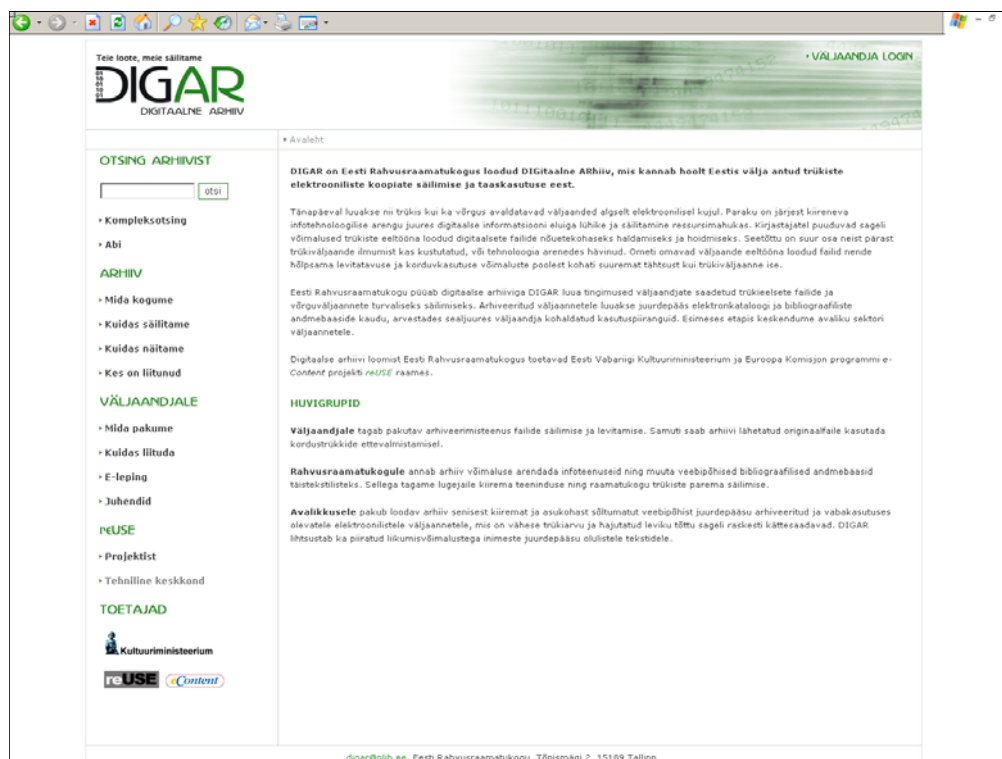 Teie loote, meie säilitame
DIGAR
DIGITAALNE ARHIIV
VÄLJAANDJA LOGIN
Avaleht
OTSING ARHIIVIST
otsi
Kompleksotsing
Abi
ARHIIV
Mida kogume
Kuidas säilitame
Kuidas näitame
Kes on liitunud
VÄLJAANDJALE
Mida pakume
Kuidas liituda
E-leping
Juhendid
reUSE
Projektist
Tehniline keskkond
TOETAJAD
Kultuuriministeerium
reUSE eContent
DIGAR on Eesti Rahvusraamatukogus loodud DIGitaalne ARhiiv, mis kannab hoolt Eestis välja antud trükiste
elektrooniliste koopiate säilimise ja taaskasutuse eest.
Tänapäeval luuakse nii trükis kui ka võrgus avaldatavad väljaanded algselt elektroonilisel kujul. Paraku on järjest kiireneva
infotehnoloogilise arengu juures digitaalse informatsiooni eluiga lühike ja säilitamine ressursimahukas. Kirjastajatel puuduvad sageli
võimalused trükiste eeltööna loodud digitaalsete failide nõuetekohaseks haldamiseks ja hoidmiseks. Seetõttu on suur osa neist pärast
trükiväljaande ilmumist kas kustutatud, või tehnoloogia arenedes hävinud. Ometi omavad väljaande eeltööna loodud failid nende
hõlpsama levitatavuse ja korduvkasutuse võimaluste poolest kohati suuremat tähtsust kui trükiväljaanne ise.
Eesti Rahvusraamatukogu püüab digitaalse arhiiviga DIGAR luua tingimused väljaandjate saadetud trükieelsete failide ja
võrguväljaannete turvaliseks säilimiseks. Arhiveeritud väljaannetele luuakse juurdepääs elektronkataloogi ja bibliograafiliste
andmebaaside kaudu, arvestades sealjuures väljaandja kohaldatud kasutuspiiranguid. Esimeses etapis keskendume avaliku sektori
väljaannetele.
Digitaalse arhiivi loomist Eesti Rahvusraamatukogus toetavad Eesti Vabariigi Kultuuriministeerium ja Euroopa Komisjon programmi e-
Content projekti reUSE raames.
HUVIGRUPID
Väljaandjale tagab pakutav arhiveerimisteenus failide säilimise ja levitamise. Samuti saab arhiivi lähetatud originaalfaile kasutada
kordustrükkide ettevalmistamisel.
Rahvusraamatukogule annab arhiiv võimaluse arendada infoteenuseid ning muuta veebipõhised bibliograafilised andmebaasid
täistekstilisteks. Sellega tagame lugejaile kiirema teeninduse ning raamatukogu trükiste parema säilimise.
Avalikkusele pakub loodav arhiiv senisest kiiremat ja asukohast sõltumatut veebipõhist juurdepääsu arhiveeritud ja vabakasutuses
olevatele elektroonilistele väljaannetele, mis on vähese trükiarvu ja hajutatud leviku tõttu sageli raskesti kättesaadavad. DIGAR
lihtsustab ka piiratud liikumisvõimalustega inimeste juurdepääsu olulistele tekstidele.
digar@nlib.ee, Eesti Rahvusraamatukogu, Tõnismägi 2, 15189 Tallinn